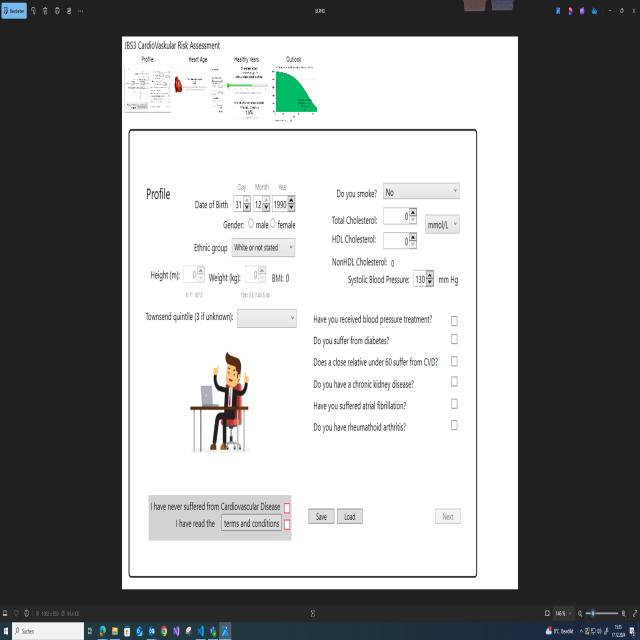 Bearbeiten
JBS3 CardioVaskular Risk Assessment
Profile
Heart Age
Healthy Years
Outlook
Profile
Day Month Year
Date of Birth 31 12 1990
Gender: male female
Ethnic group White or not stated
Height (m): 0 Weight (kg): 0 BMI: 0
Townsend quintile (3 if unknown):
Do you smoke? No
Total Cholesterol: 0 mmol/L
HDL Cholesterol: 0
NonHDL Cholesterol: 0
Systolic Blood Pressure: 130 mm Hg
Have you received blood pressure treatment?
Do you suffer from diabetes?
Does a close relative under 60 suffer from CVD?
Do you have a chronic kidney disease?
Have you suffered atrial fibrillation?
Do you have rheumatoid arthritis?
I have never suffered from Cardiovascular Disease
I have read the terms and conditions
Save Load Next
Suchen